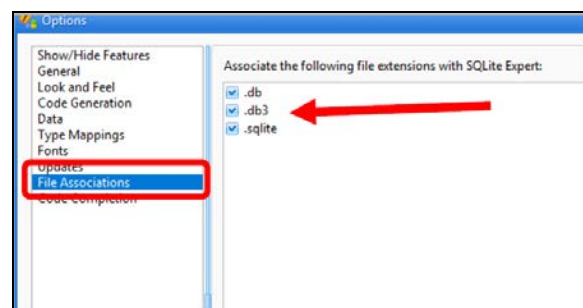 Options
Show/Hide Features
General
Look and Feel
Code Generation
Data
Type Mappings
Fonts
Updates
File Associations
Code Completion
Associate the following file extensions with SQLite Expert:
.db
.db3
.sqlite